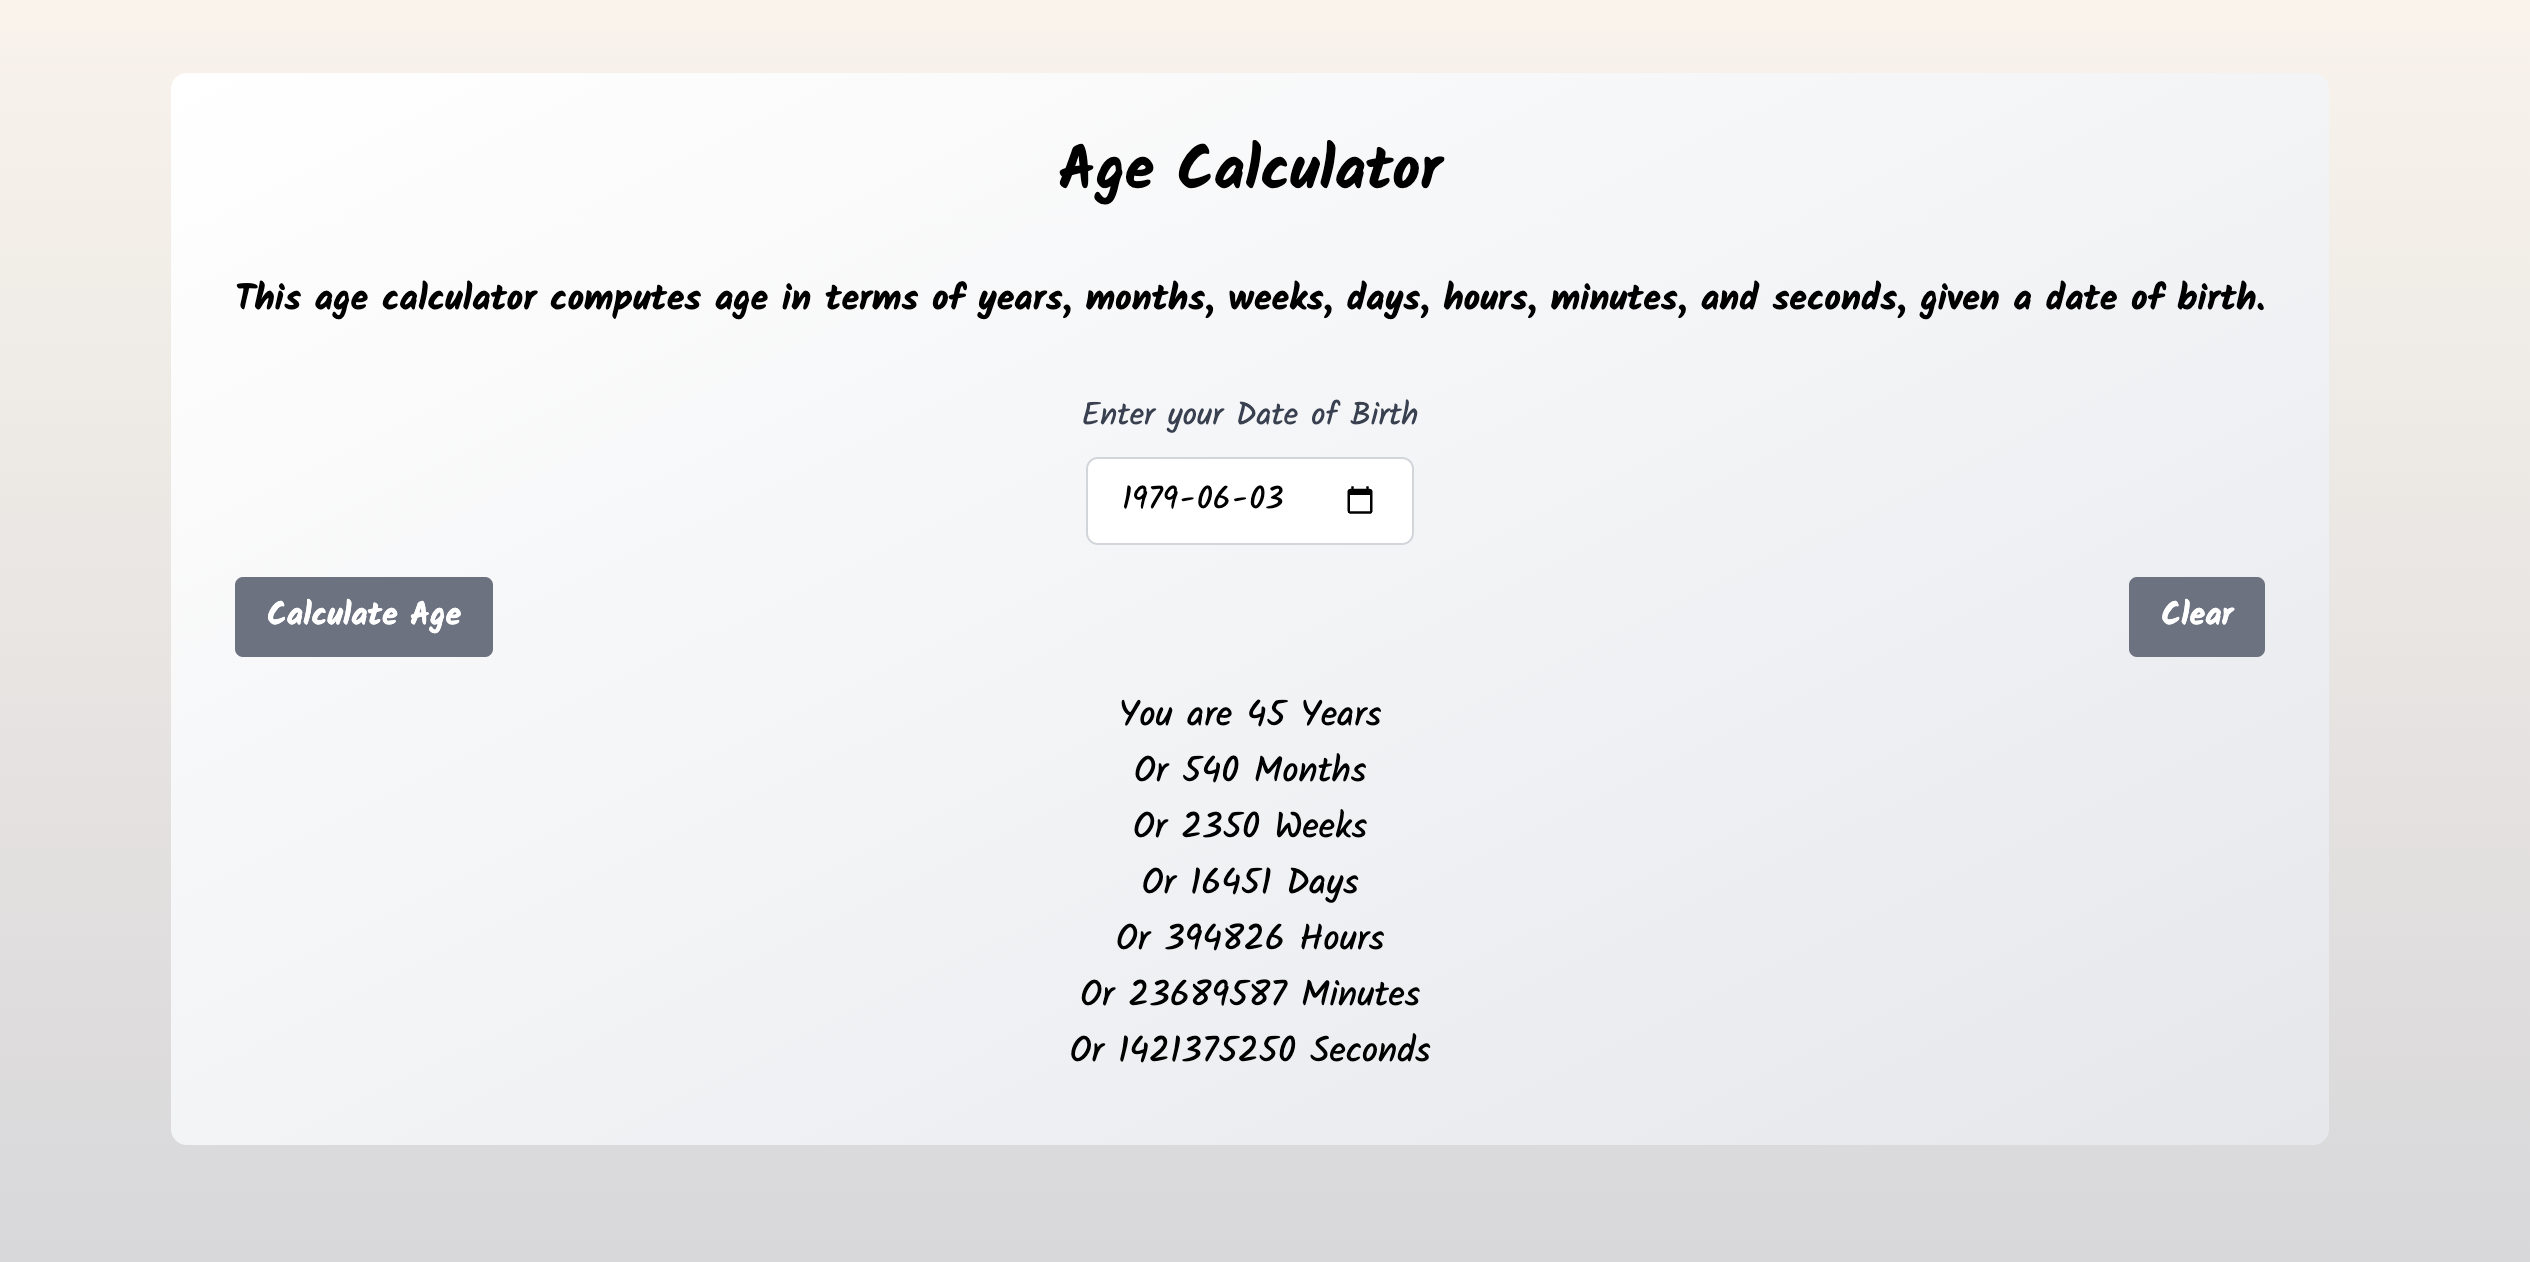 Age Calculator
This age calculator computes age in terms of years, months, weeks, days, hours, minutes, and seconds, given a date of birth.
Enter your Date of Birth
1979-06-03
Calculate Age
Clear
You are 45 Years
Or 540 Months
Or 2350 Weeks
Or 16451 Days
Or 394826 Hours
Or 23689587 Minutes
Or 1421375250 Seconds